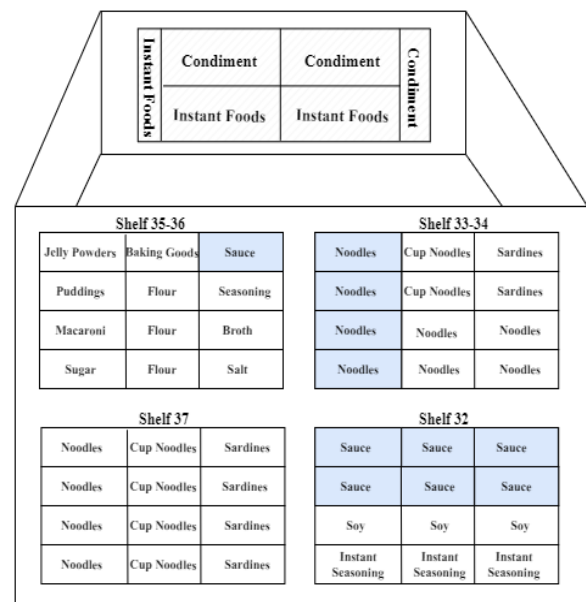 Instant Foods
Condiment Condiment
Condiment
Instant Foods Instant Foods
Shelf 35-36
Jelly Powders Baking Goods Sauce
Puddings Flour Seasoning
Macaroni Flour Broth
Sugar Flour Salt
Shelf 33-34
Noodles Cup Noodles Sardines
Noodles Cup Noodles Sardines
Noodles Noodles Noodles
Noodles Noodles Noodles
Shelf 37
Noodles Cup Noodles Sardines
Noodles Cup Noodles Sardines
Noodles Cup Noodles Sardines
Noodles Cup Noodles Sardines
Shelf 32
Sauce Sauce Sauce
Sauce Sauce Sauce
Soy Soy Soy
Instant Instant Instant
Seasoning Seasoning Seasoning